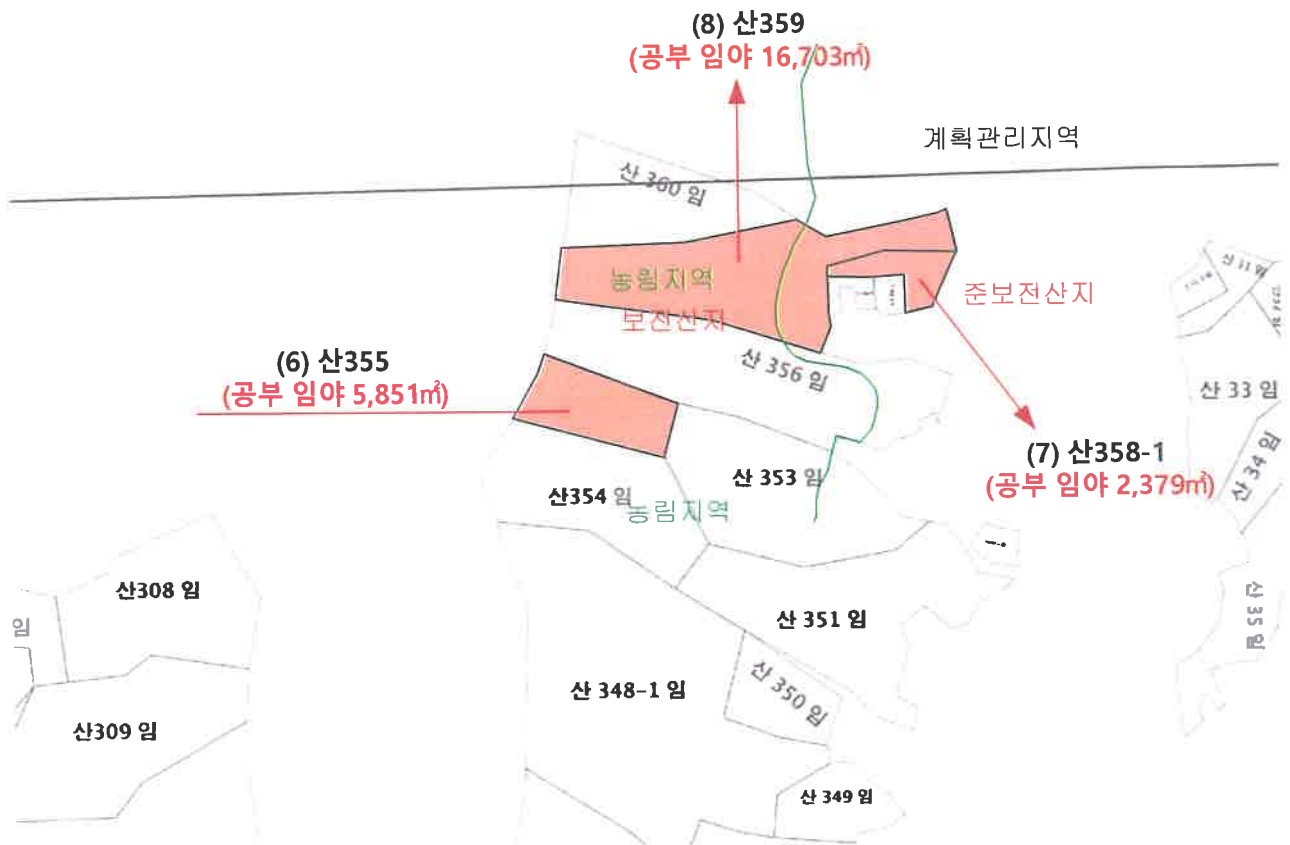 (8) 산359
(공부 임야 16,703㎡)
계획관리지역
산 360 임
농림지역
보전산지
준보전산지
산 11 임
(6) 산355
(공부 임야 5,851㎡)
산 356 임
산 33 임
(7) 산358-1
(공부 임야 2,379㎡)
산 34 임
산 353 임
산354 임
농림지역
산308 임
임
산 351 임
산 35 임
산 348-1 임
산 350 임
산309 임
산 349 임